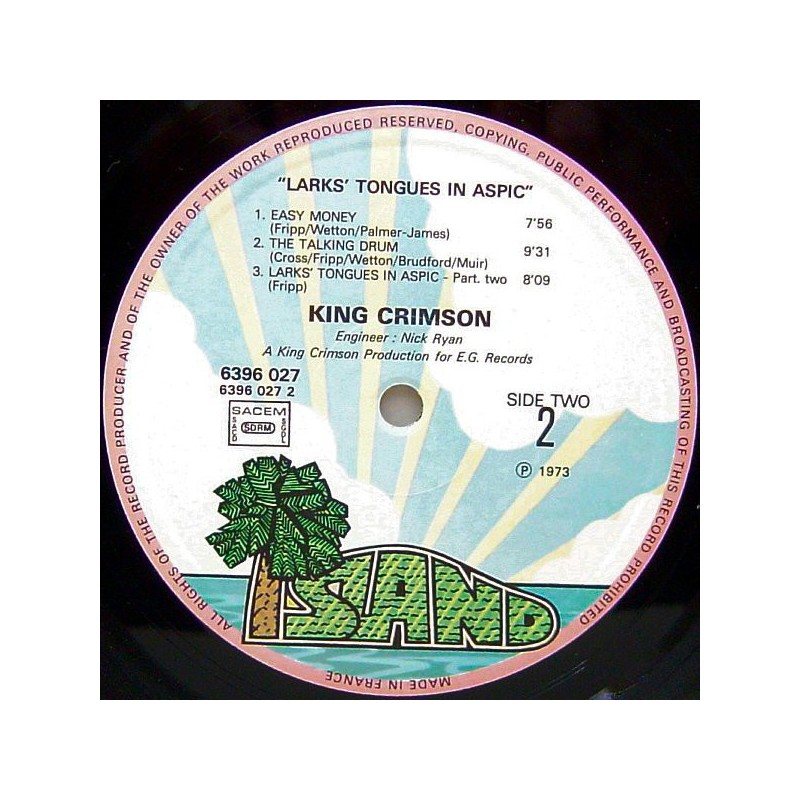 ALL RIGHTS OF THE RECORD PRODUCER AND OF THE OWNER OF THE WORK REPRODUCED RESERVED, COPYING, PUBLIC PERFORMANCE AND BROADCASTING OF THIS RECORD PROHIBITED
"LARKS' TONGUES IN ASPIC"
1. EASY MONEY 7'56
(Fripp/Wetton/Palmer-James)
2. THE TALKING DRUM 9'31
(Cross/Fripp/Wetton/Brudford/Muir)
3. LARKS' TONGUES IN ASPIC - Part. two 8'09
(Fripp)
KING CRIMSON
Engineer : Nick Ryan
A King Crimson Production for E.G. Records
6396 027
6396 027 2
SACEM
SACD SDRM SGDL
SIDE TWO
2
Ⓟ 1973
ISLAND
MADE IN FRANCE